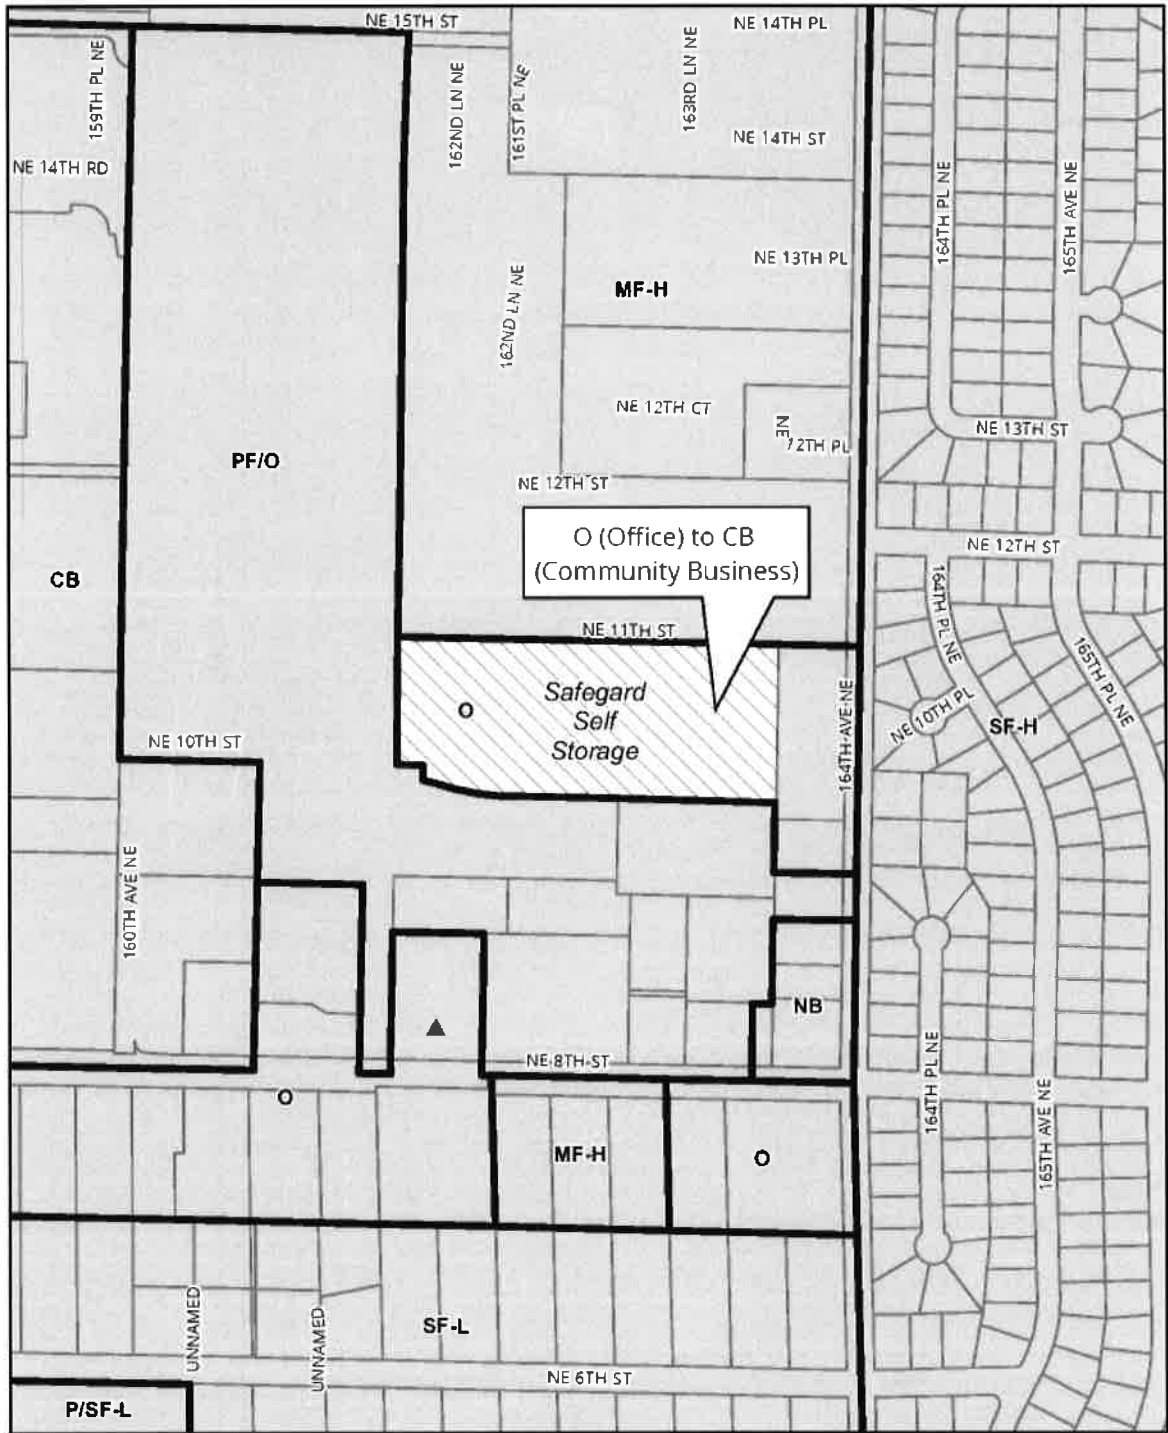 NE 15TH ST
NE 14TH PL
159TH PL NE
162ND LN NE
161ST PL NE
163RD LN NE
NE 14TH ST
NE 14TH RD
164TH PL NE
165TH AVE NE
NE 13TH PL
162ND LN NE
MF-H
NE 12TH CT
NE 12TH PL
NE 13TH ST
PF/O
NE 12TH ST
O (Office) to CB
(Community Business)
NE 12TH ST
CB
164TH PL NE
NE 11TH ST
165TH PL NE
Safegard
Self
Storage
O
164TH AVE NE
NE 10TH PL
SF-H
NE 10TH ST
160TH AVE NE
NB
NE 8TH ST
164TH PL NE
165TH AVE NE
O
MF-H
O
UNNAMED
UNNAMED
SF-L
NE 6TH ST
P/SF-L